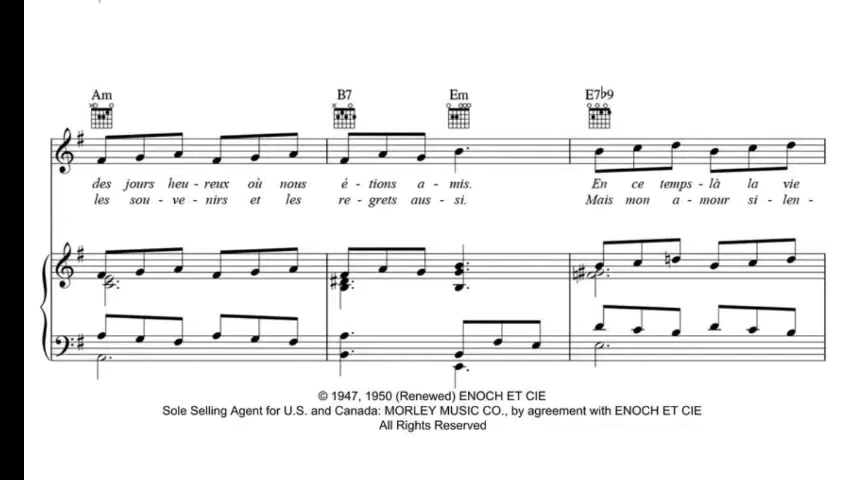 Am B7 Em E7b9
des jours heu - reux où nous é - tions a - mis. En ce temps - là la vie
les sou - ve - nirs et les re - grets aus - si. Mais mon a - mour si - len -
© 1947, 1950 (Renewed) ENOCH ET CIE
Sole Selling Agent for U.S. and Canada: MORLEY MUSIC CO., by agreement with ENOCH ET CIE
All Rights Reserved